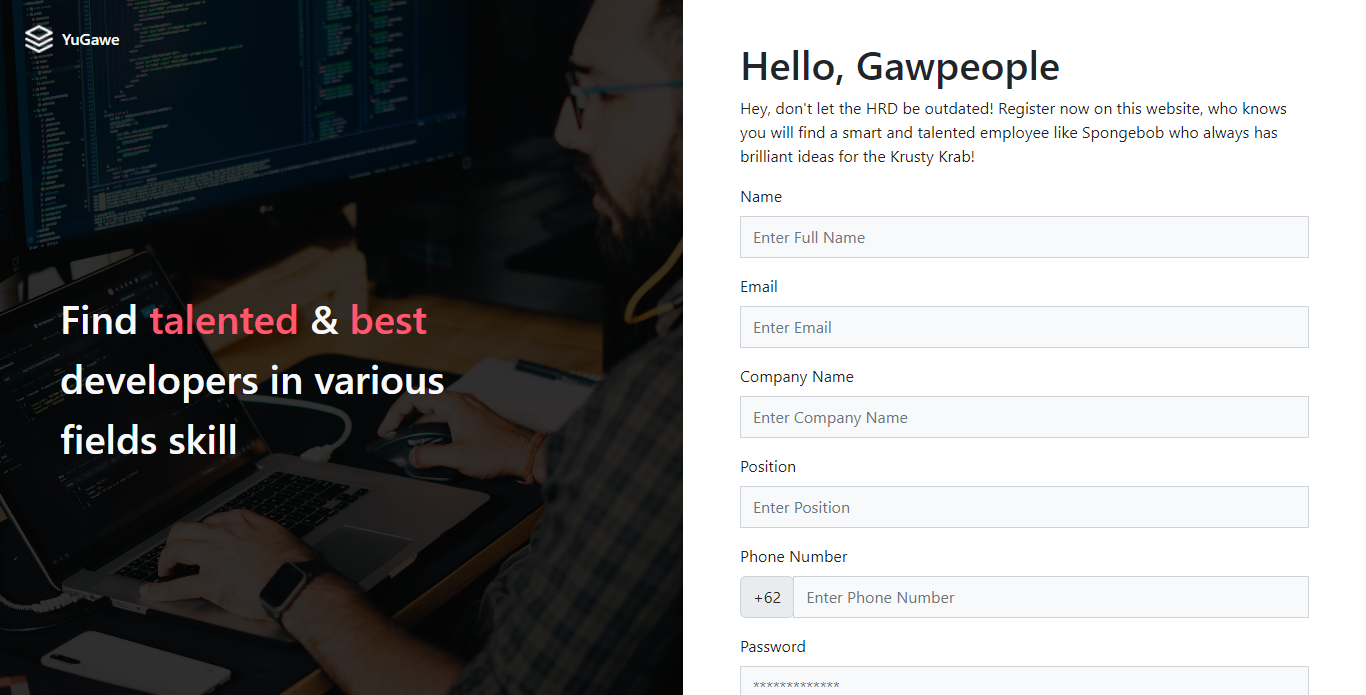 YuGawe
Find talented & best
developers in various
fields skill
Hello, Gawpeople
Hey, don't let the HRD be outdated! Register now on this website, who knows
you will find a smart and talented employee like Spongebob who always has
brilliant ideas for the Krusty Krab!
Name
Enter Full Name
Email
Enter Email
Company Name
Enter Company Name
Position
Enter Position
Phone Number
+62 Enter Phone Number
Password
*************